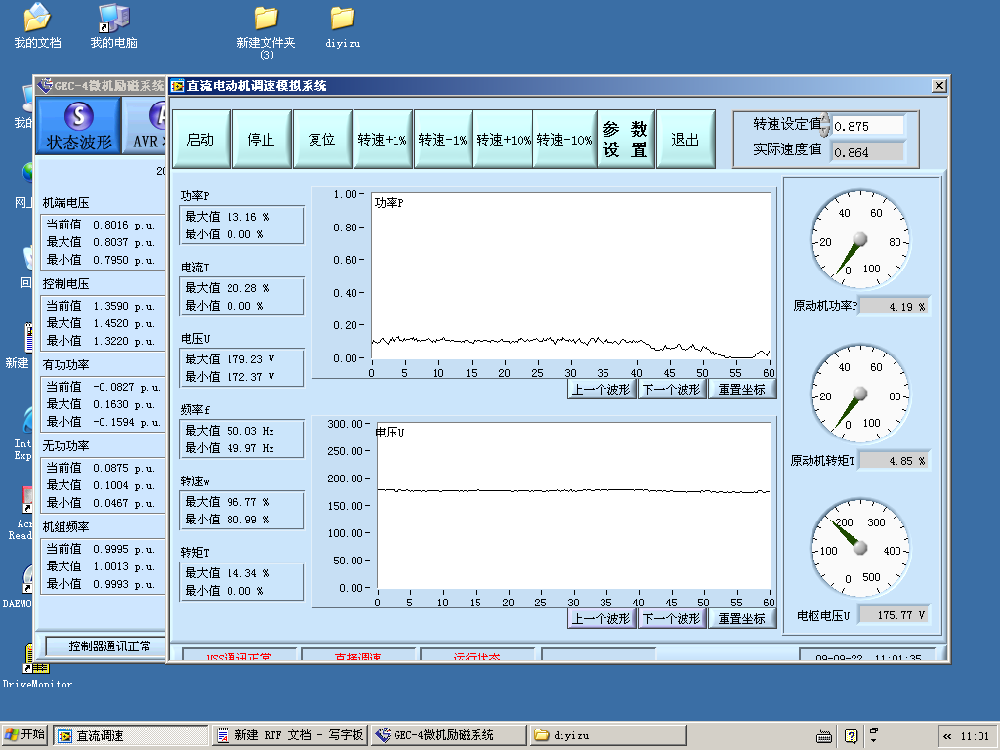 我的文档
我的电脑
新建文件夹
(3)
diyizu
GEC-4微机励磁系统
直流电动机调速模拟系统
状态波形
AVR
启动
停止
复位
转速+1%
转速-1%
转速+10%
转速-10%
参 数
设 置
退出
转速设定值 0.875
实际速度值 0.864
20
机端电压
当前值 0.8016 p.u.
最大值 0.8037 p.u.
最小值 0.7950 p.u.
控制电压
当前值 1.3590 p.u.
最大值 1.4520 p.u.
最小值 1.3220 p.u.
有功功率
当前值 -0.0827 p.u.
最大值 0.1630 p.u.
最小值 -0.1594 p.u.
无功功率
当前值 0.0875 p.u.
最大值 0.1004 p.u.
最小值 0.0467 p.u.
机组频率
当前值 0.9995 p.u.
最大值 1.0013 p.u.
最小值 0.9993 p.u.
控制器通讯正常
功率P
最大值 13.16 %
最小值 0.00 %
电流I
最大值 20.28 %
最小值 0.00 %
电压U
最大值 179.23 V
最小值 172.37 V
频率f
最大值 50.03 Hz
最小值 49.97 Hz
转速w
最大值 96.77 %
最小值 80.99 %
转矩T
最大值 14.34 %
最小值 0.00 %
功率P
1.00
0.80
0.60
0.40
0.20
0.00
0 5 10 15 20 25 30 35 40 45 50 55 60
上一个波形 下一个波形 重置坐标
电压U
300.00
250.00
200.00
150.00
100.00
50.00
0.00
0 5 10 15 20 25 30 35 40 45 50 55 60
上一个波形 下一个波形 重置坐标
0 20 40 60 80 100
原动机功率P 4.19 %
0 20 40 60 80 100
原动机转矩T 4.85 %
0 100 200 300 400 500
电枢电压U 175.77 V
USS通讯正常
直接调速
运行状态
09-09-22 11:01:35
我的
网上
回
新建
Int
Exp
Acr
Read
DAEMO
DriveMonitor
开始
直流调速
新建 RTF 文档 - 写字板
GEC-4微机励磁系统
diyizu
«
11:01